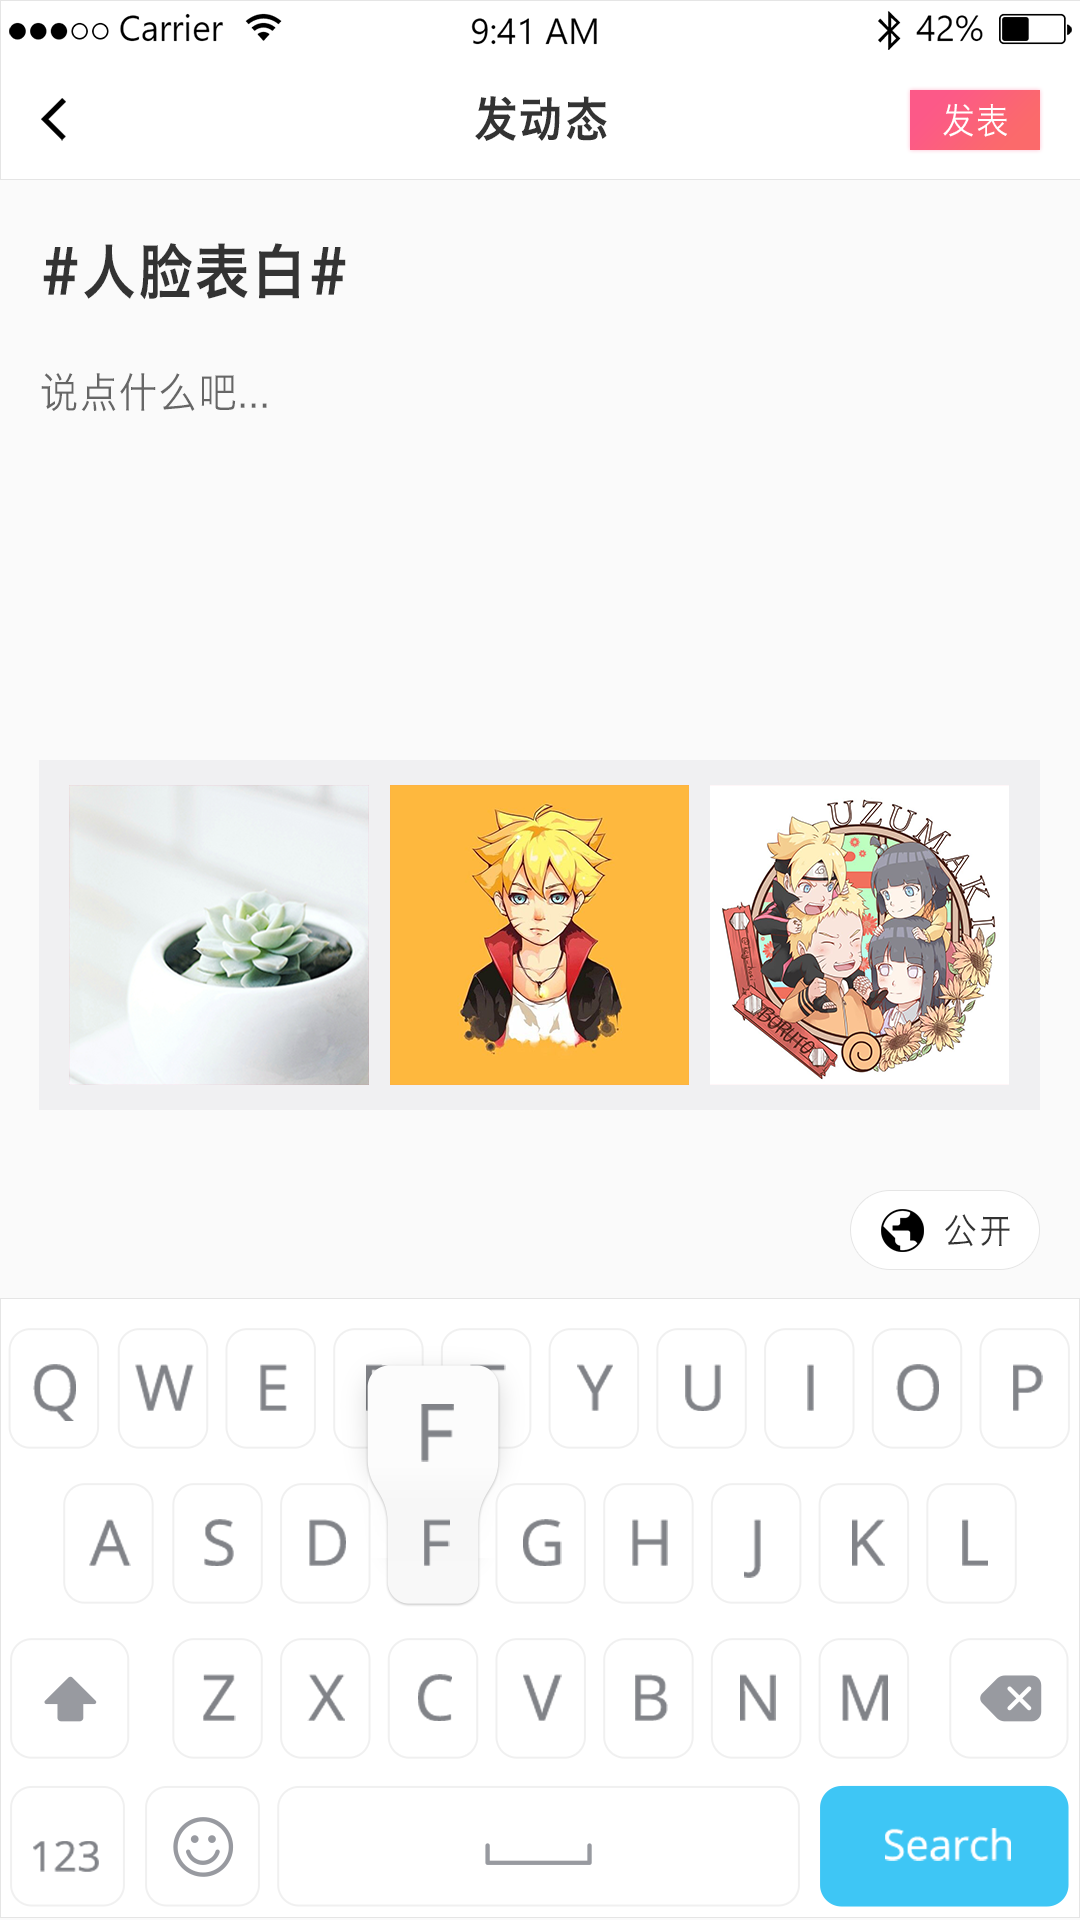 Carrier 9:41 AM 42%
发动态 发表
#人脸表白#
说点什么吧...
UZUMAKI
BORUTO
公开
Q W E Y U I O P
F
A S D F G H J K L
Z X C V B N M
123 Search